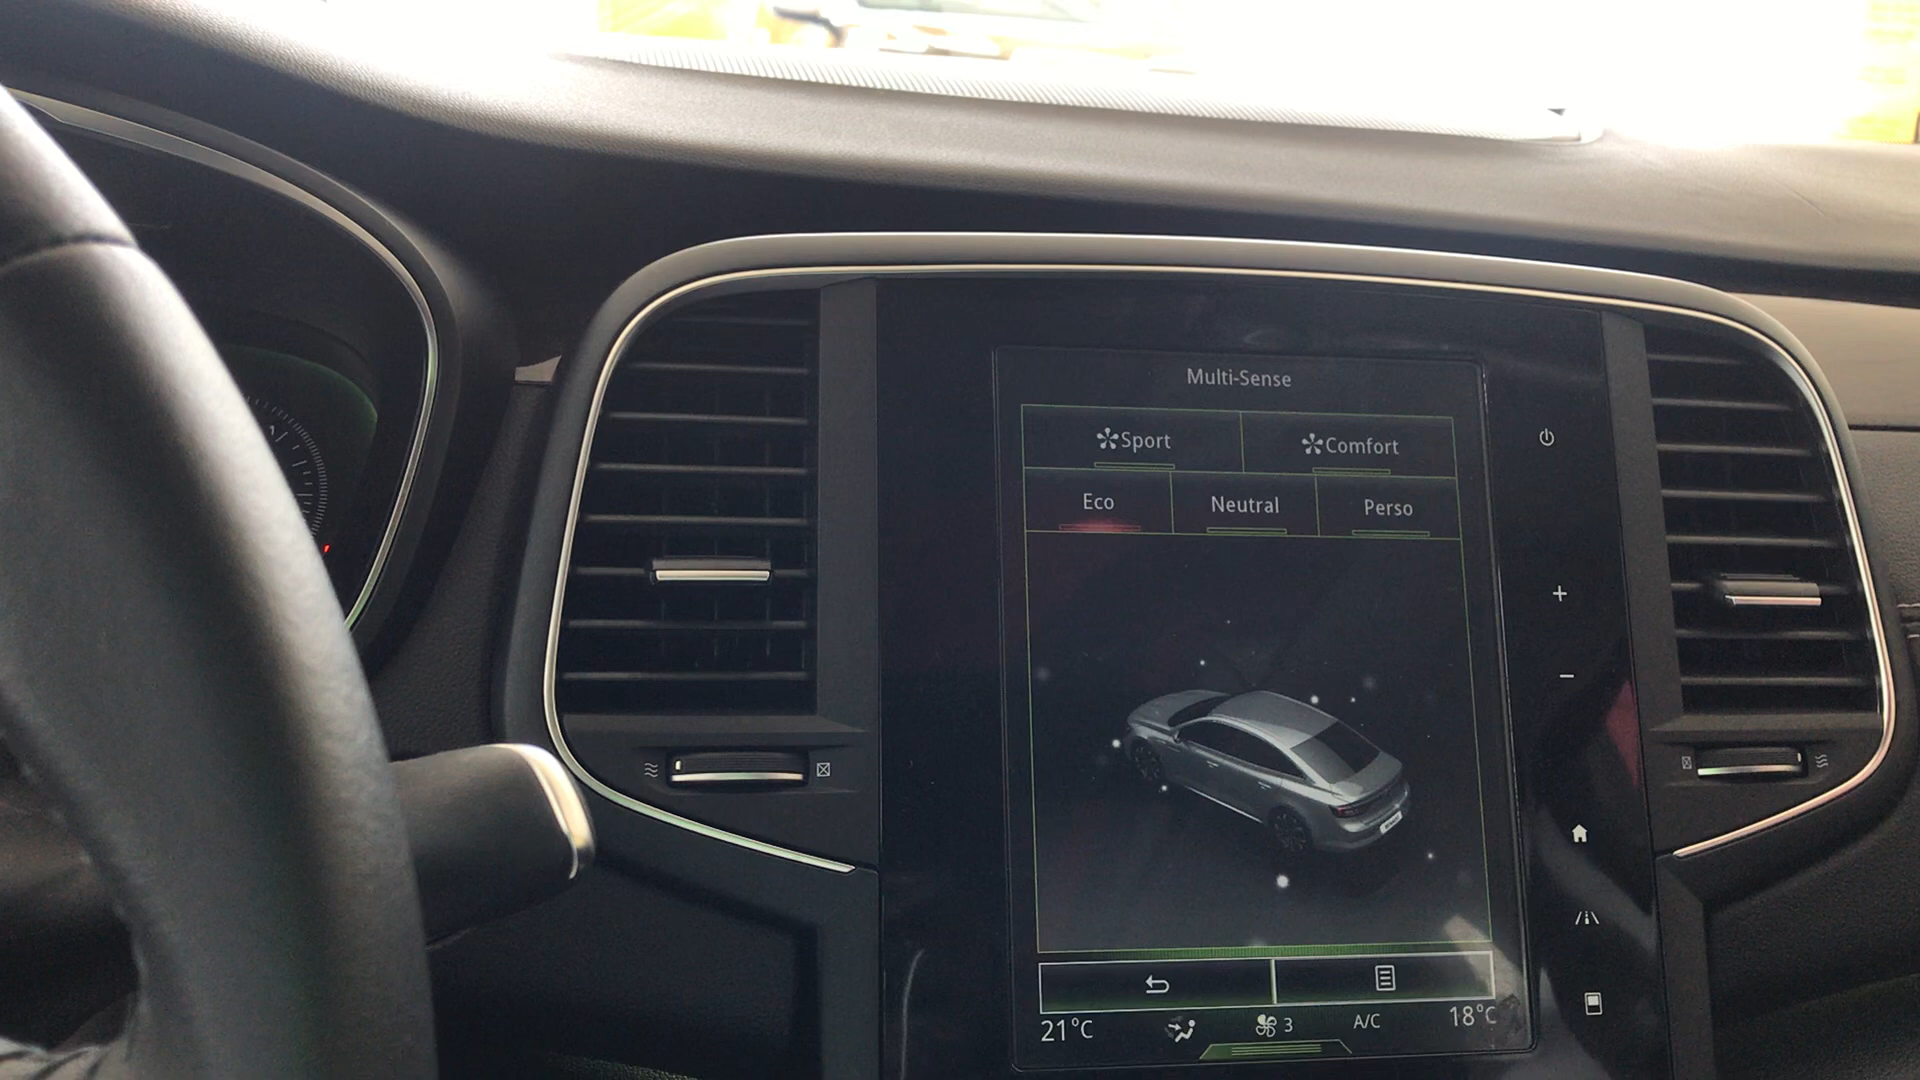 Multi-Sense
Sport Comfort
Eco Neutral Perso
21°C 3 A/C 18°C